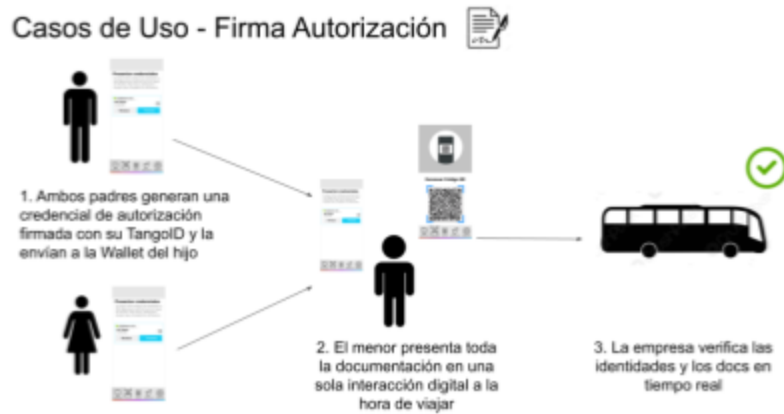 Casos de Uso - Firma Autorización
1. Ambos padres generan una
credencial de autorización
firmada con su TangoID y la
envían a la Wallet del hijo
2. El menor presenta toda
la documentación en una
sola interacción digital a la
hora de viajar
3. La empresa verifica las
identidades y los docs en
tiempo real